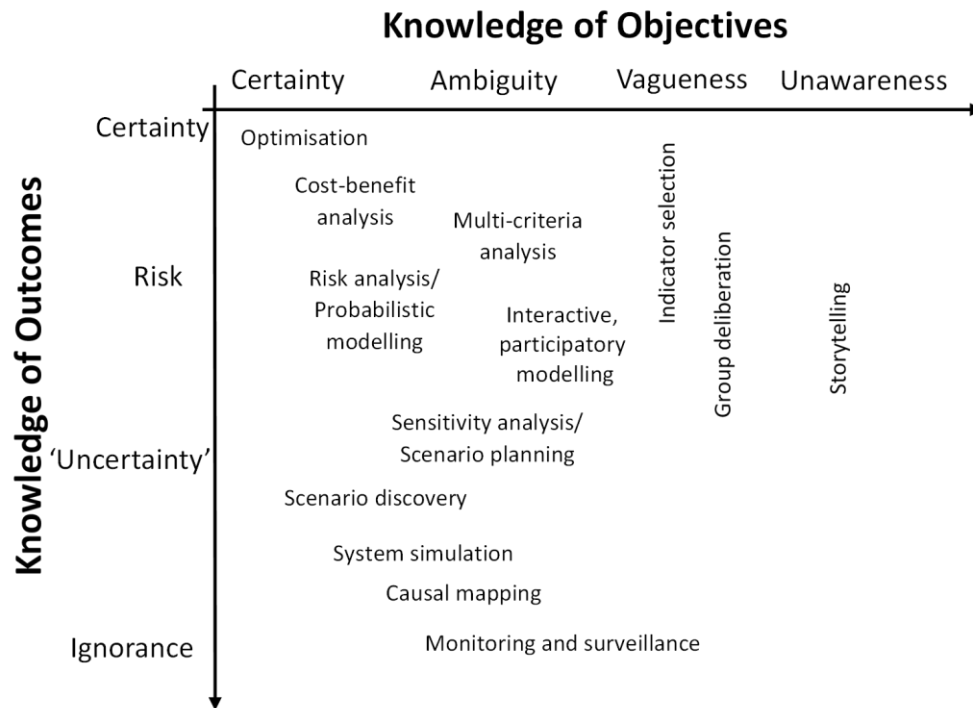 Knowledge of Objectives
Certainty
Ambiguity
Vagueness
Unawareness
Knowledge of Outcomes
Certainty
Risk
‘Uncertainty’
Ignorance
Optimisation
Cost-benefit
analysis
Multi-criteria
analysis
Risk analysis/
Probabilistic
modelling
Interactive,
participatory
modelling
Indicator selection
Group deliberation
Storytelling
Sensitivity analysis/
Scenario planning
Scenario discovery
System simulation
Causal mapping
Monitoring and surveillance